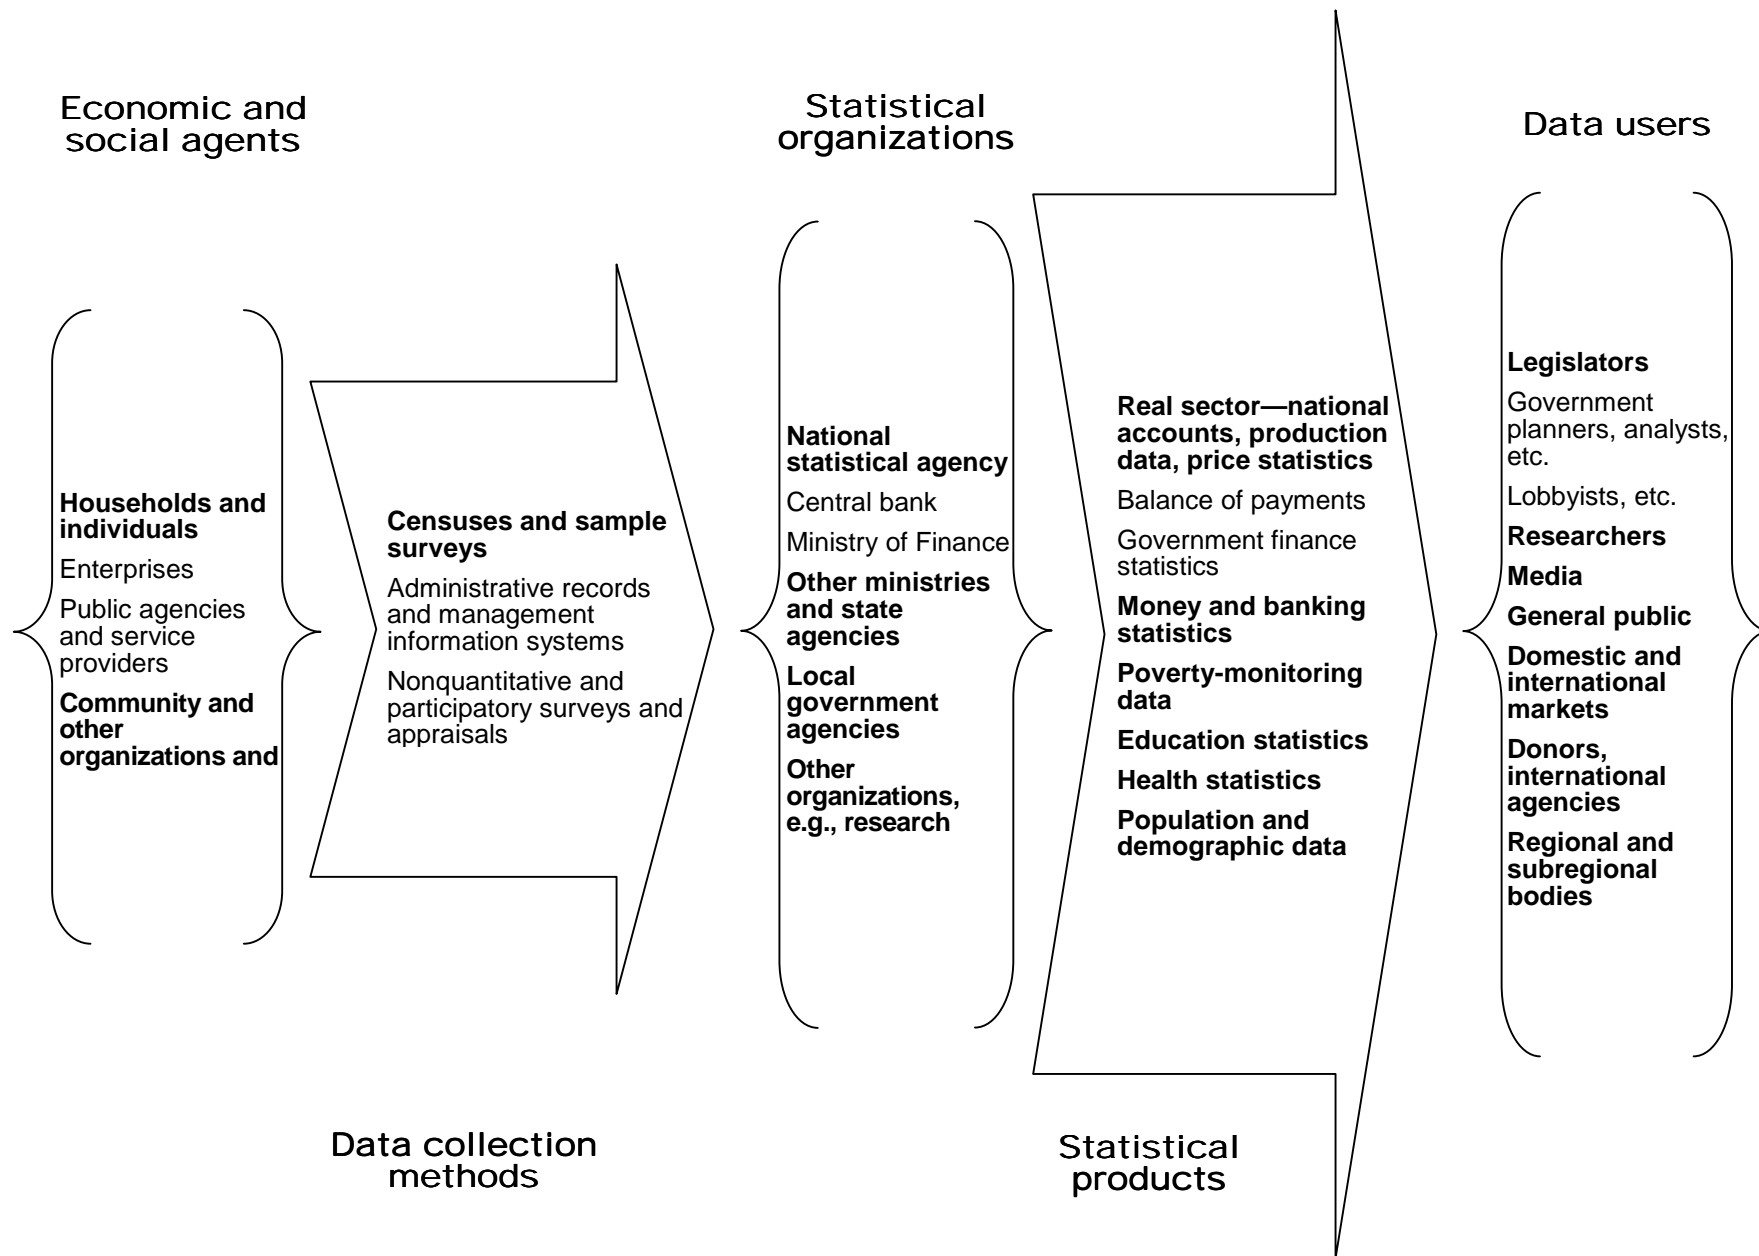 Economic and
social agents
Statistical
organizations
Data users
Households and
individuals
Enterprises
Public agencies
and service
providers
Community and
other
organizations and
Censuses and sample
surveys
Administrative records
and management
information systems
Nonquantitative and
participatory surveys and
appraisals
National
statistical agency
Central bank
Ministry of Finance
Other ministries
and state
agencies
Local
government
agencies
Other
organizations,
e.g., research
Real sector—national
accounts, production
data, price statistics
Balance of payments
Government finance
statistics
Money and banking
statistics
Poverty-monitoring
data
Education statistics
Health statistics
Population and
demographic data
Legislators
Government
planners, analysts,
etc.
Lobbyists, etc.
Researchers
Media
General public
Domestic and
international
markets
Donors,
international
agencies
Regional and
subregional
bodies
Data collection
methods
Statistical
products